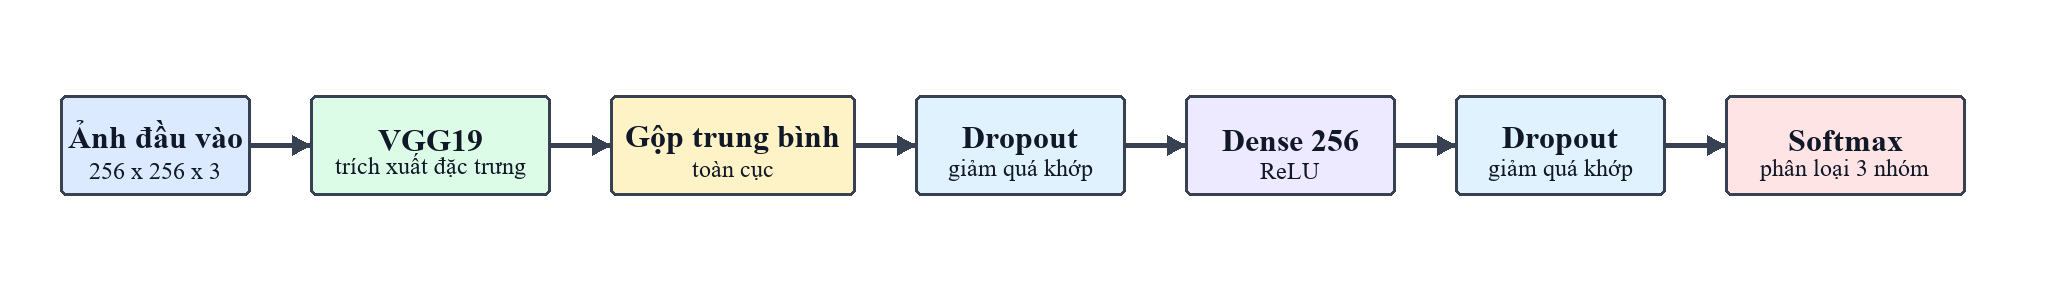 Ảnh đầu vào
256 x 256 x 3
VGG19
trích xuất đặc trưng
Gộp trung bình
toàn cục
Dropout
giảm quá khớp
Dense 256
ReLU
Dropout
giảm quá khớp
Softmax
phân loại 3 nhóm